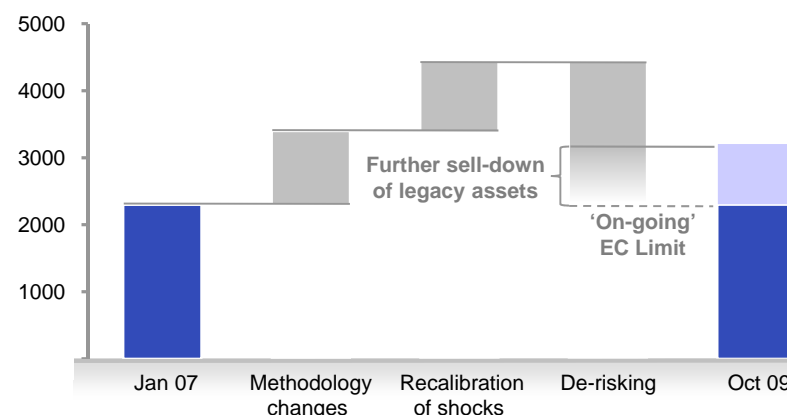 5000
4000
3000
2000
1000
Further sell-down
of legacy assets
‘On-going’
EC Limit
Jan 07
Methodology
changes
Recalibration
of shocks
De-risking
Oct 09